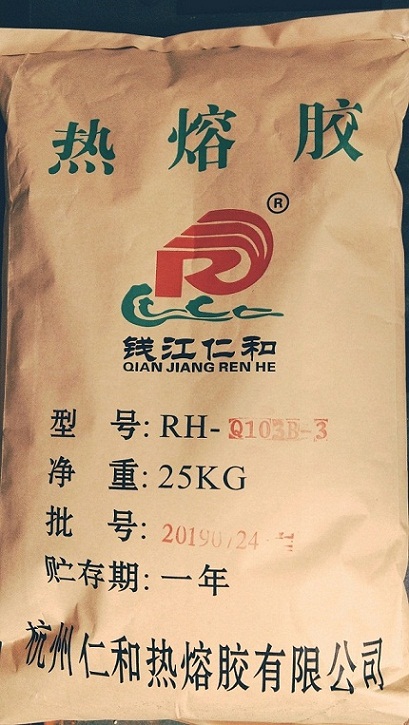 热熔胶
®
钱江仁和
QIAN JIANG REN HE
型号: RH-Q103B-3
净重: 25KG
批号: 20190724
贮存期: 一年
杭州仁和热熔胶有限公司